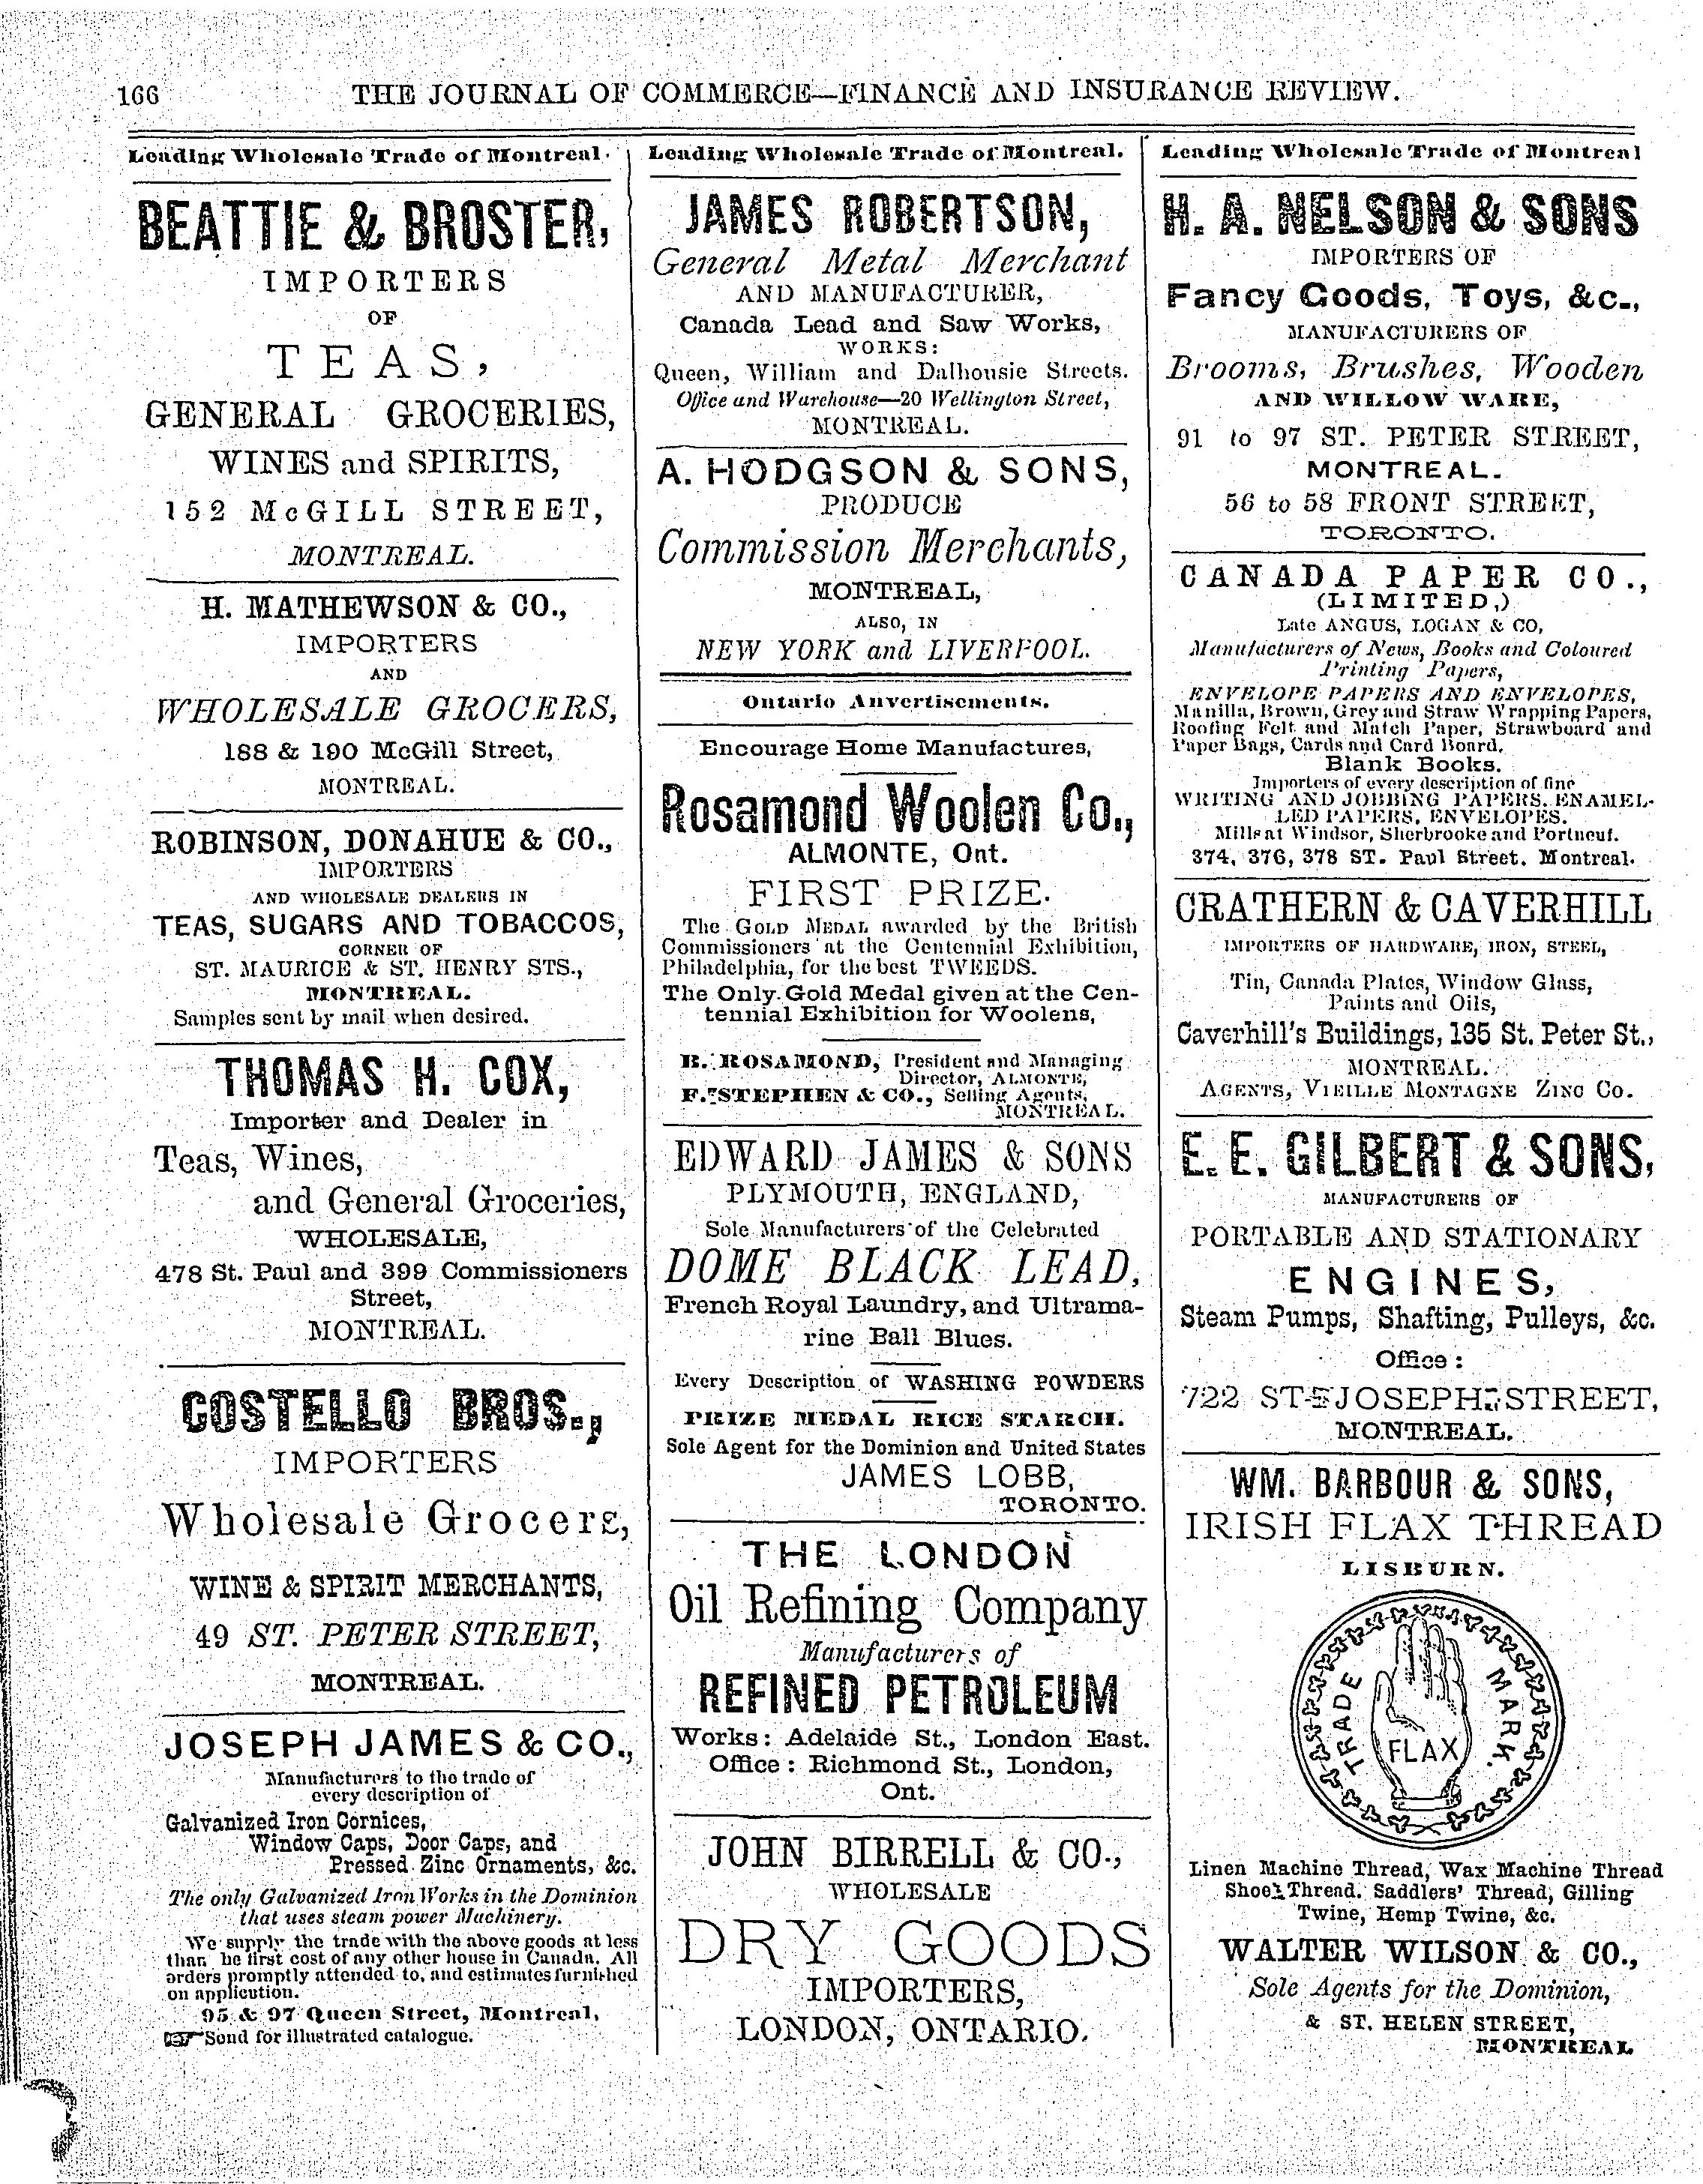 166
THE JOURNAL OF COMMERCE—FINANCE AND INSURANCE REVIEW.
Leading Wholesale Trade of Montreal.
BEATTIE & BROSTER,
IMPORTERS
OF
TEAS,
GENERAL GROCERIES,
WINES and SPIRITS,
152 McGILL STREET,
MONTREAL.
H. MATHEWSON & CO.,
IMPORTERS
AND
WHOLESALE GROCERS,
188 & 190 McGill Street,
MONTREAL.
ROBINSON, DONAHUE & CO.,
IMPORTERS
AND WHOLESALE DEALERS IN
TEAS, SUGARS AND TOBACCOS,
CORNER OF
ST. MAURICE & ST. HENRY STS.,
MONTREAL.
Samples sent by mail when desired.
THOMAS H. COX,
Importer and Dealer in
Teas, Wines,
and General Groceries,
WHOLESALE,
478 St. Paul and 399 Commissioners
Street,
MONTREAL.
COSTELLO BROS.,
IMPORTERS
Wholesale Grocers,
WINE & SPIRIT MERCHANTS,
49 ST. PETER STREET,
MONTREAL.
JOSEPH JAMES & CO.,
Manufacturers to the trade of
every description of
Galvanized Iron Cornices,
Window Caps, Door Caps, and
Pressed Zinc Ornaments, &c.
The only Galvanized Iron Works in the Dominion
that uses steam power Machinery.
We supply the trade with the above goods at less
than he first cost of any other house in Canada. All
orders promptly attended to, and estimates furnished
on application.
95 & 97 Queen Street, Montreal,
☞Send for illustrated catalogue.
Leading Wholesale Trade of Montreal.
JAMES ROBERTSON,
General Metal Merchant
AND MANUFACTURER,
Canada Lead and Saw Works,
WORKS:
Queen, William and Dalhousie Streets.
Office and Warehouse—20 Wellington Street,
MONTREAL.
A. HODGSON & SONS,
PRODUCE
Commission Merchants,
MONTREAL,
ALSO, IN
NEW YORK and LIVERPOOL.
Ontario Anvertisements.
Encourage Home Manufactures,
Rosamond Woolen Co.,
ALMONTE, Ont.
FIRST PRIZE.
The GOLD MEDAL awarded by the British
Commissioners at the Centennial Exhibition,
Philadelphia, for the best TWEEDS.
The Only Gold Medal given at the Cen-
tennial Exhibition for Woolens,
B. ROSAMOND, President and Managing
Director, ALMONTE,
F. STEPHEN & CO., Selling Agents,
MONTREAL.
EDWARD JAMES & SONS
PLYMOUTH, ENGLAND,
Sole Manufacturers of the Celebrated
DOME BLACK LEAD,
French Royal Laundry, and Ultrama-
rine Ball Blues.
Every Description of WASHING POWDERS
PRIZE MEDAL RICE STARCH.
Sole Agent for the Dominion and United States
JAMES LOBB,
TORONTO.
THE LONDON
Oil Refining Company
Manufacturers of
REFINED PETROLEUM
Works: Adelaide St., London East.
Office: Richmond St., London,
Ont.
JOHN BIRRELL & CO.,
WHOLESALE
DRY GOODS
IMPORTERS,
LONDON, ONTARIO.
Leading Wholesale Trade of Montreal
H. A. NELSON & SONS
IMPORTERS OF
Fancy Goods, Toys, &c.,
MANUFACTURERS OF
Brooms, Brushes, Wooden
AND WILLOW WARE,
91 to 97 ST. PETER STREET,
MONTREAL.
56 to 58 FRONT STREET,
TORONTO.
CANADA PAPER CO.,
(LIMITED,)
Late ANGUS, LOGAN & CO,
Manufacturers of News, Books and Coloured
Printing Papers,
ENVELOPE PAPERS AND ENVELOPES,
Manilla, Brown, Grey and Straw Wrapping Papers,
Roofing Felt and Match Paper, Strawboard and
Paper Bags, Cards and Card Board.
Blank Books.
Importers of every description of fine
WRITING AND JOBBING PAPERS. ENAMEL-
LED PAPERS, ENVELOPES.
Mills at Windsor, Sherbrooke and Portneuf.
374, 376, 378 ST. Paul Street, Montreal.
CRATHERN & CAVERHILL
IMPORTERS OF HARDWARE, IRON, STEEL,
Tin, Canada Plates, Window Glass,
Paints and Oils,
Caverhill's Buildings, 135 St. Peter St.,
MONTREAL.
AGENTS, VIEILLE MONTAGNE ZINC CO.
E. E. GILBERT & SONS,
MANUFACTURERS OF
PORTABLE AND STATIONARY
ENGINES,
Steam Pumps, Shafting, Pulleys, &c.
Office:
722 ST. JOSEPH STREET,
MONTREAL.
WM. BARBOUR & SONS,
IRISH FLAX THREAD
LISBURN.
TRADE MARK.
FLAX
Linen Machine Thread, Wax Machine Thread
Shoe Thread. Saddlers' Thread, Gilling
Twine, Hemp Twine, &c.
WALTER WILSON & CO.,
Sole Agents for the Dominion,
& ST. HELEN STREET,
MONTREAL